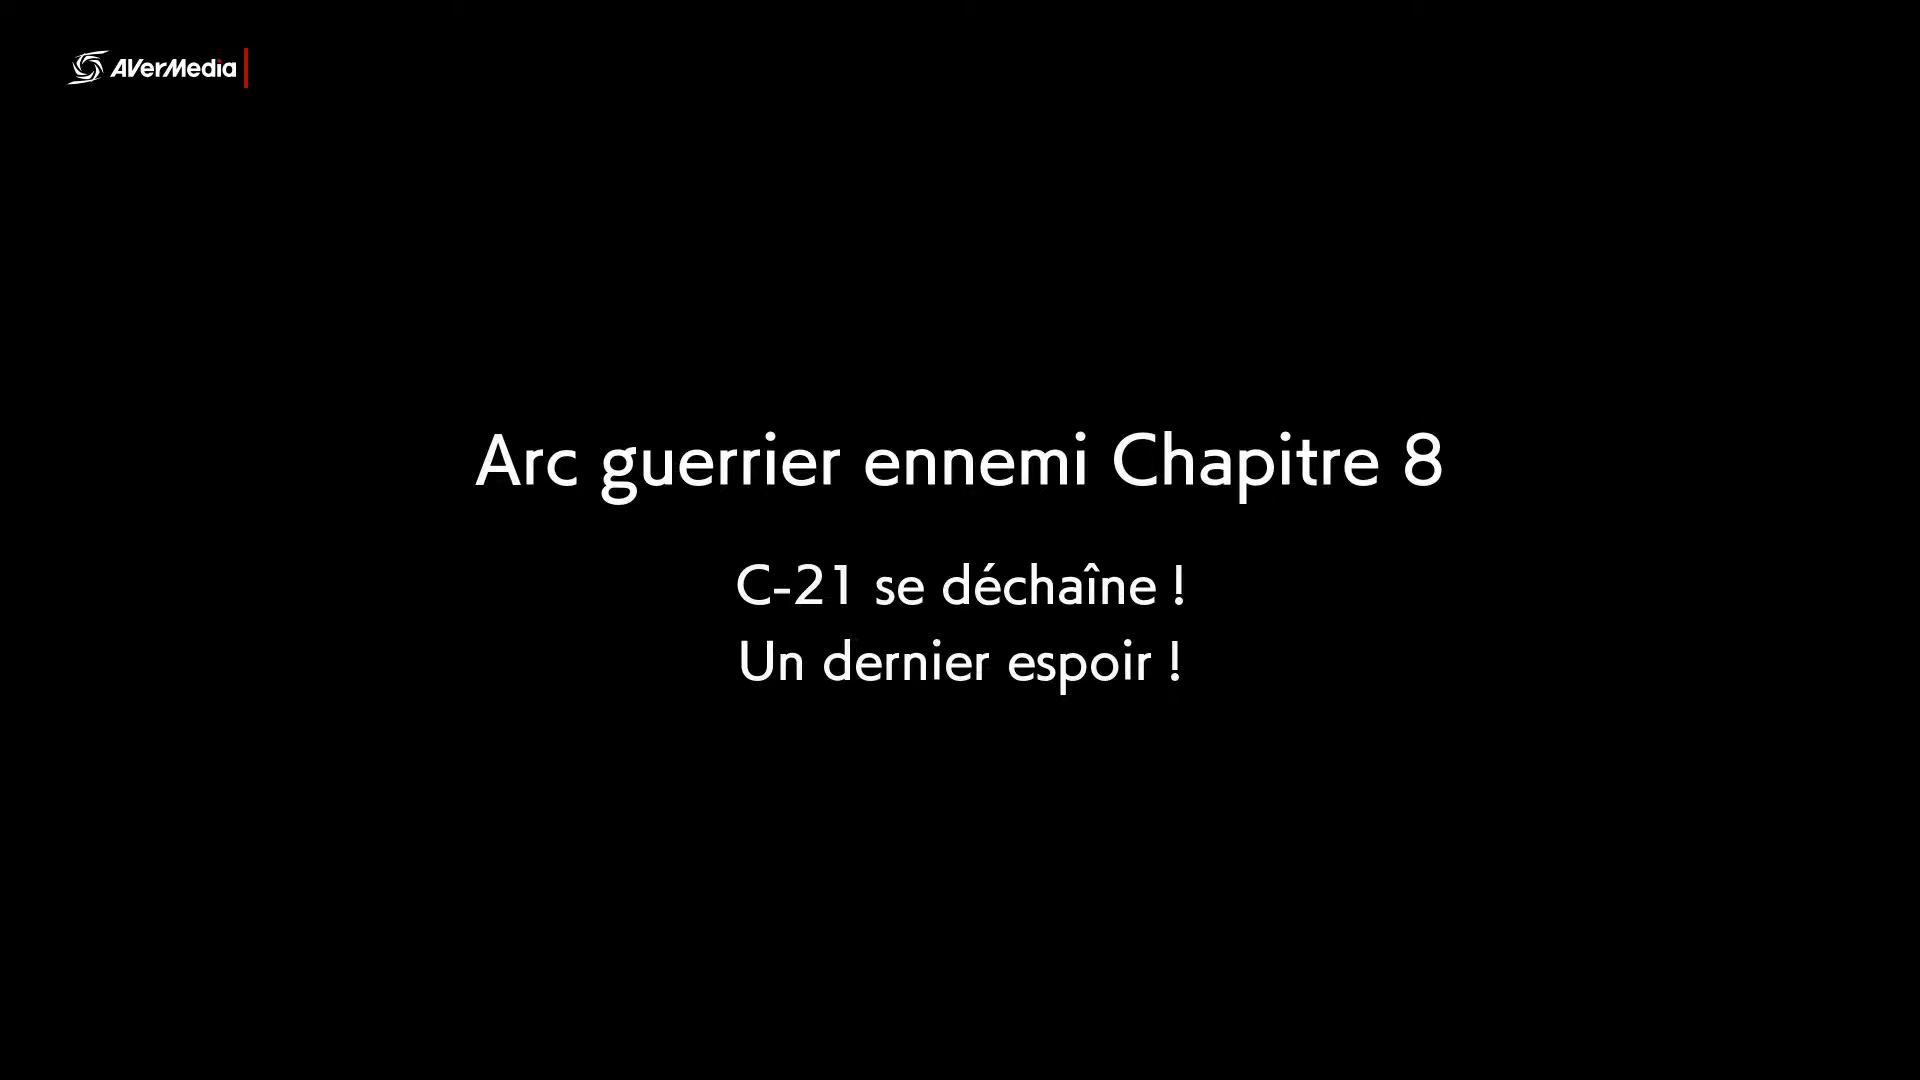 AVerMedia
Arc guerrier ennemi Chapitre 8
C-21 se déchaîne !
Un dernier espoir !